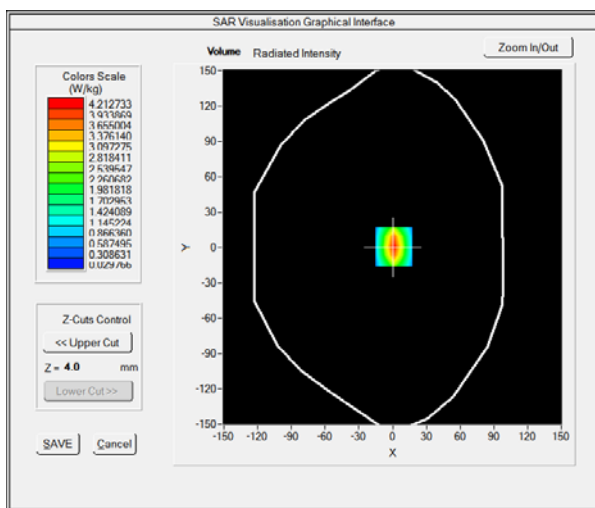 SAR Visualisation Graphical Interface
Volume Radiated Intensity
Zoom In/Out
Colors Scale
(W/kg)
4.212733
3.933869
3.655004
3.376140
3.097275
2.818411
2.539547
2.260682
1.981818
1.702953
1.424089
1.145224
0.866360
0.587495
0.308631
0.029766
Z-Cuts Control
<< Upper Cut
Z = 4.0 mm
Lower Cut >>
SAVE Cancel
150
120
90
60
30
0
-30
-60
-90
-120
-150
Y
-150 -120 -90 -60 -30 0 30 60 90 120 150
X